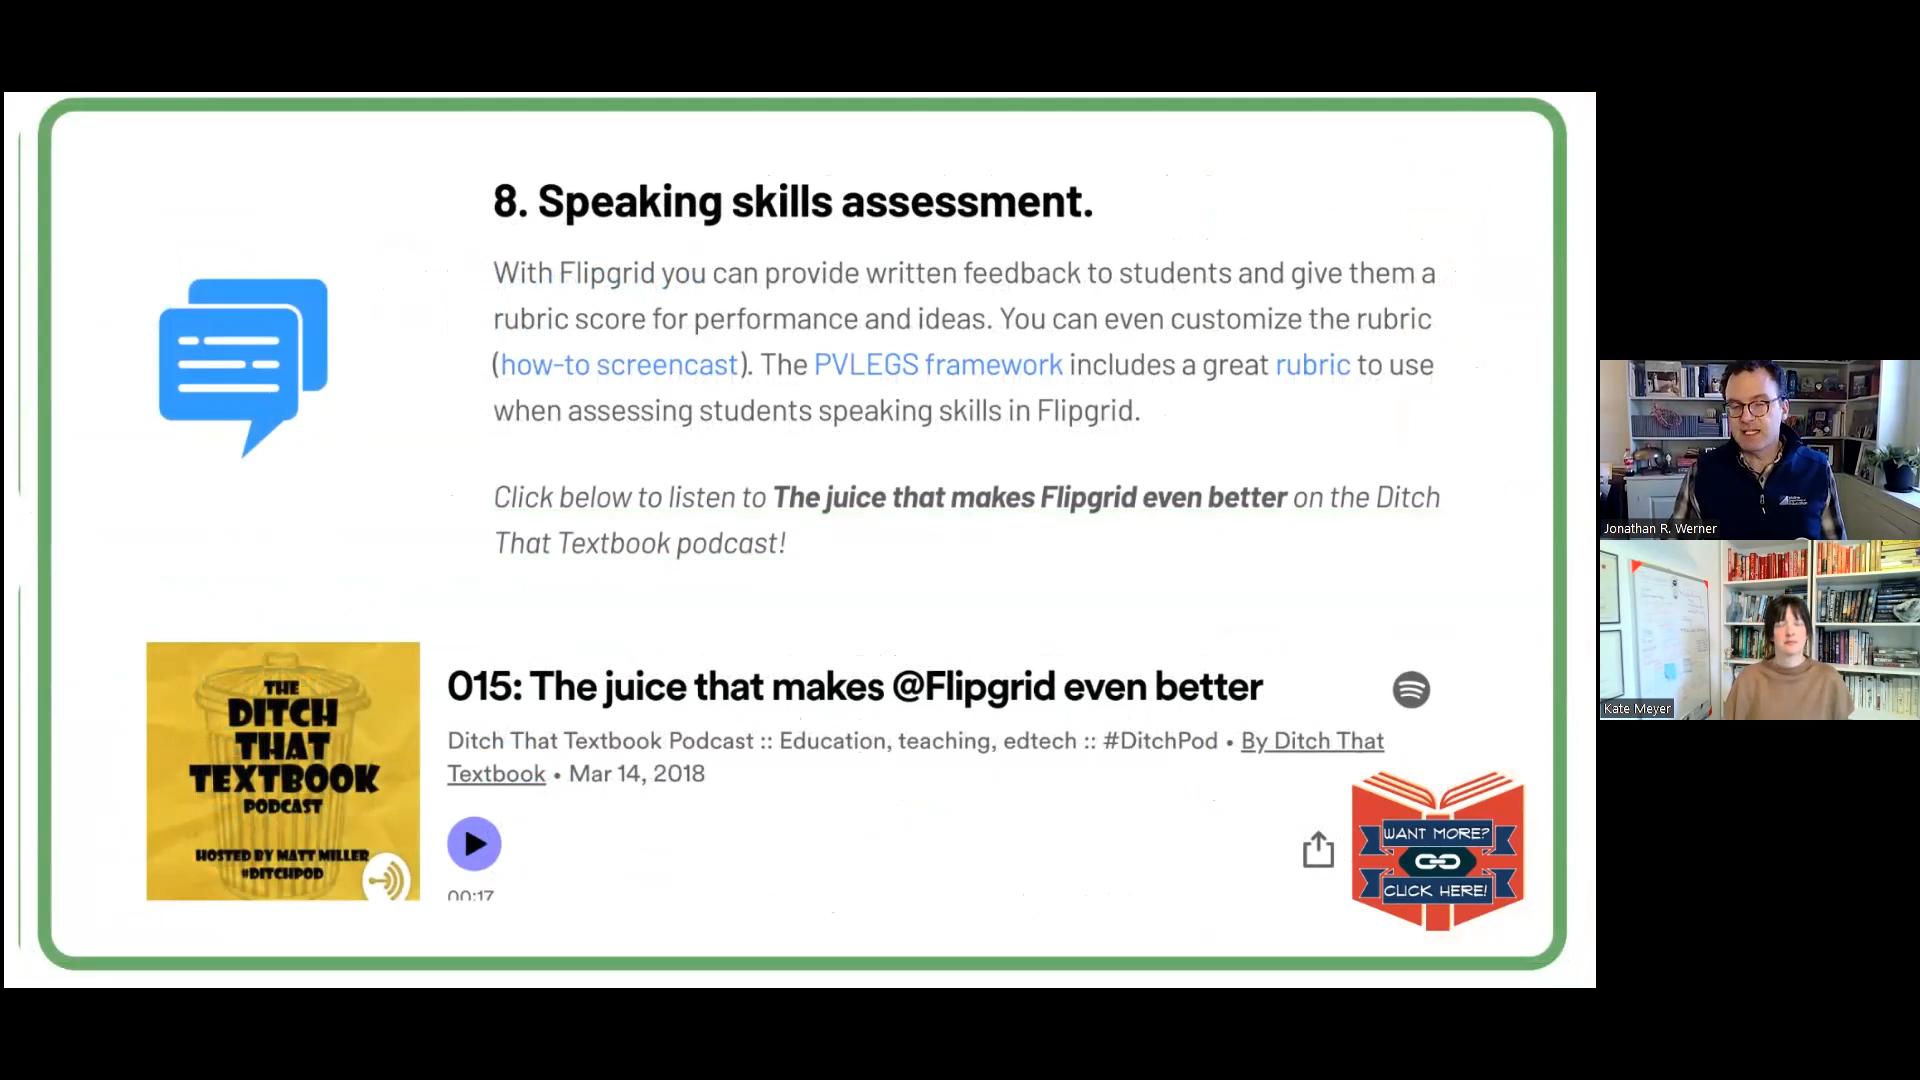 8. Speaking skills assessment.
With Flipgrid you can provide written feedback to students and give them a
rubric score for performance and ideas. You can even customize the rubric
(how-to screencast). The PVLEGS framework includes a great rubric to use
when assessing students speaking skills in Flipgrid.
Click below to listen to The juice that makes Flipgrid even better on the Ditch
That Textbook podcast!
THE
DITCH
THAT
TEXTBOOK
PODCAST
HOSTED BY MATT MILLER
#DITCHPOD
015: The juice that makes @Flipgrid even better
Ditch That Textbook Podcast :: Education, teaching, edtech :: #DitchPod • By Ditch That
Textbook • Mar 14, 2018
00:17
WANT MORE?
CLICK HERE!
Jonathan R. Werner
Kate Meyer